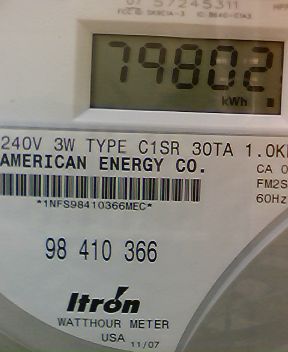 57245311
79802
kWh
240V 3W TYPE C1SR 30TA 1.0K
AMERICAN ENERGY CO.
CA 0
FM2S
60Hz
*1NFS98410366MEC*
98 410 366
Itron
WATTHOUR METER
USA 11/07